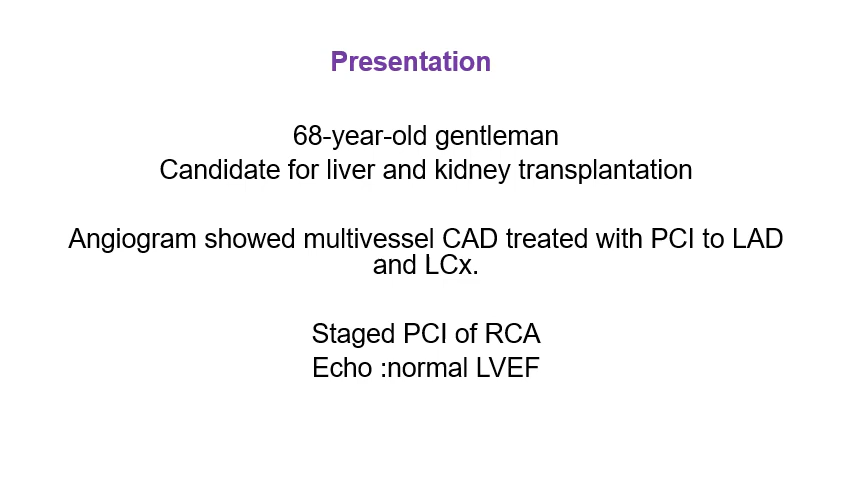 Presentation
68-year-old gentleman
Candidate for liver and kidney transplantation
Angiogram showed multivessel CAD treated with PCI to LAD
and LCx.
Staged PCI of RCA
Echo :normal LVEF